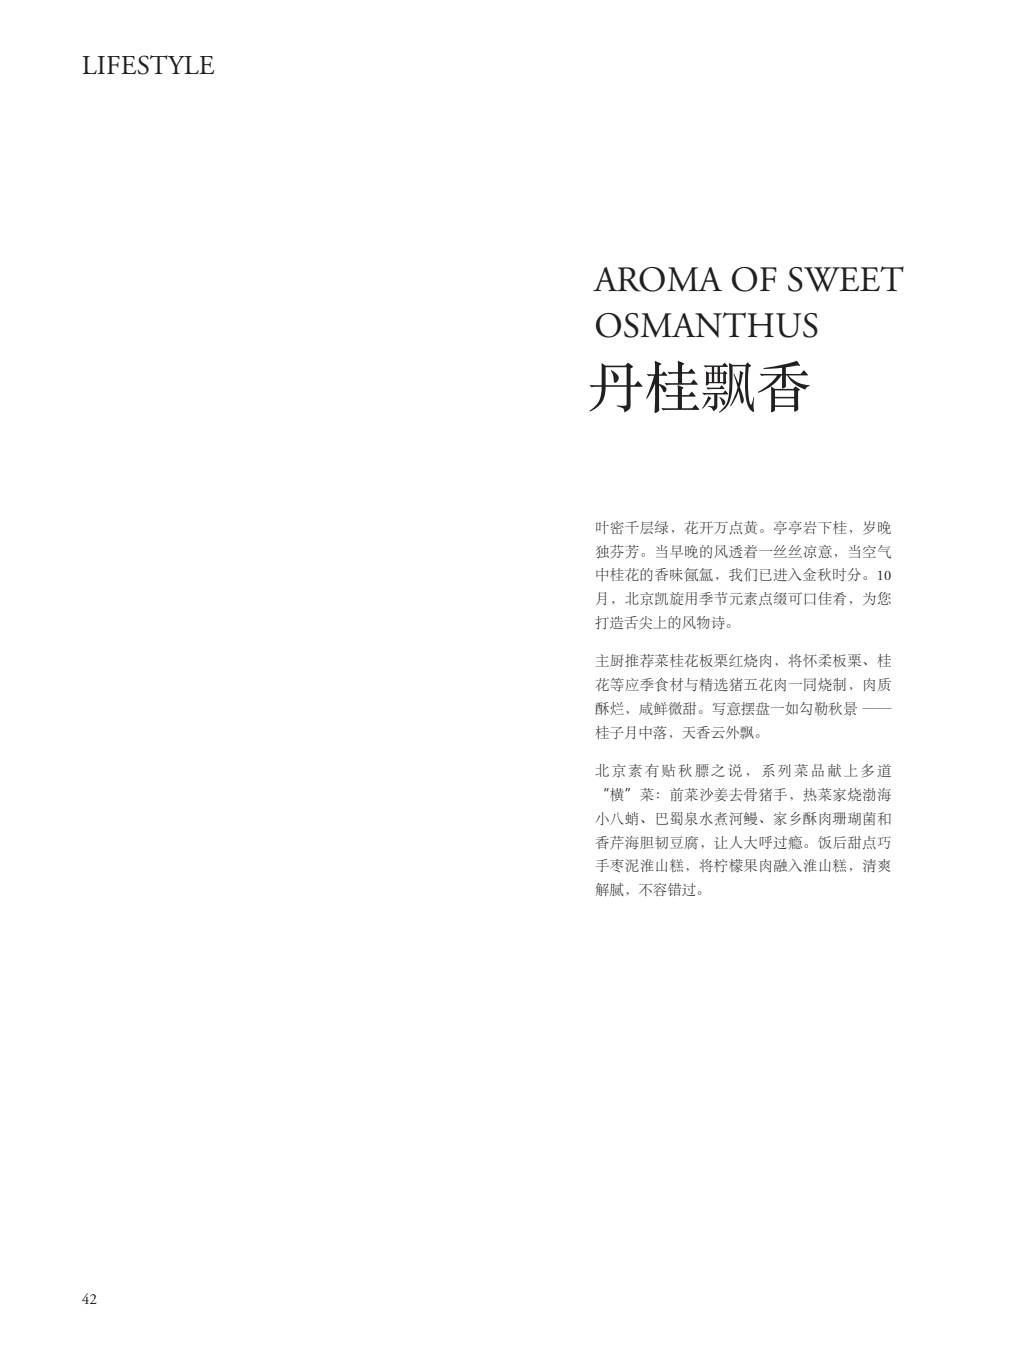 LIFESTYLE
AROMA OF SWEET
OSMANTHUS
丹桂飘香
叶密千层绿，花开万点黄。亭亭岩下桂，岁晚
独芬芳。当早晚的风透着一丝丝凉意，当空气
中桂花的香味氤氲，我们已进入金秋时分。10
月，北京凯旋用季节元素点缀可口佳肴，为您
打造舌尖上的风物诗。
主厨推荐菜桂花板栗红烧肉，将怀柔板栗、桂
花等应季食材与精选猪五花肉一同烧制，肉质
酥烂，咸鲜微甜。写意摆盘一如勾勒秋景 ——
桂子月中落，天香云外飘。
北京素有贴秋膘之说，系列菜品献上多道
“横”菜：前菜沙姜去骨猪手，热菜家烧渤海
小八蛸、巴蜀泉水煮河鳗、家乡酥肉珊瑚菌和
香芹海胆韧豆腐，让人大呼过瘾。饭后甜点巧
手枣泥淮山糕，将柠檬果肉融入淮山糕，清爽
解腻，不容错过。
42